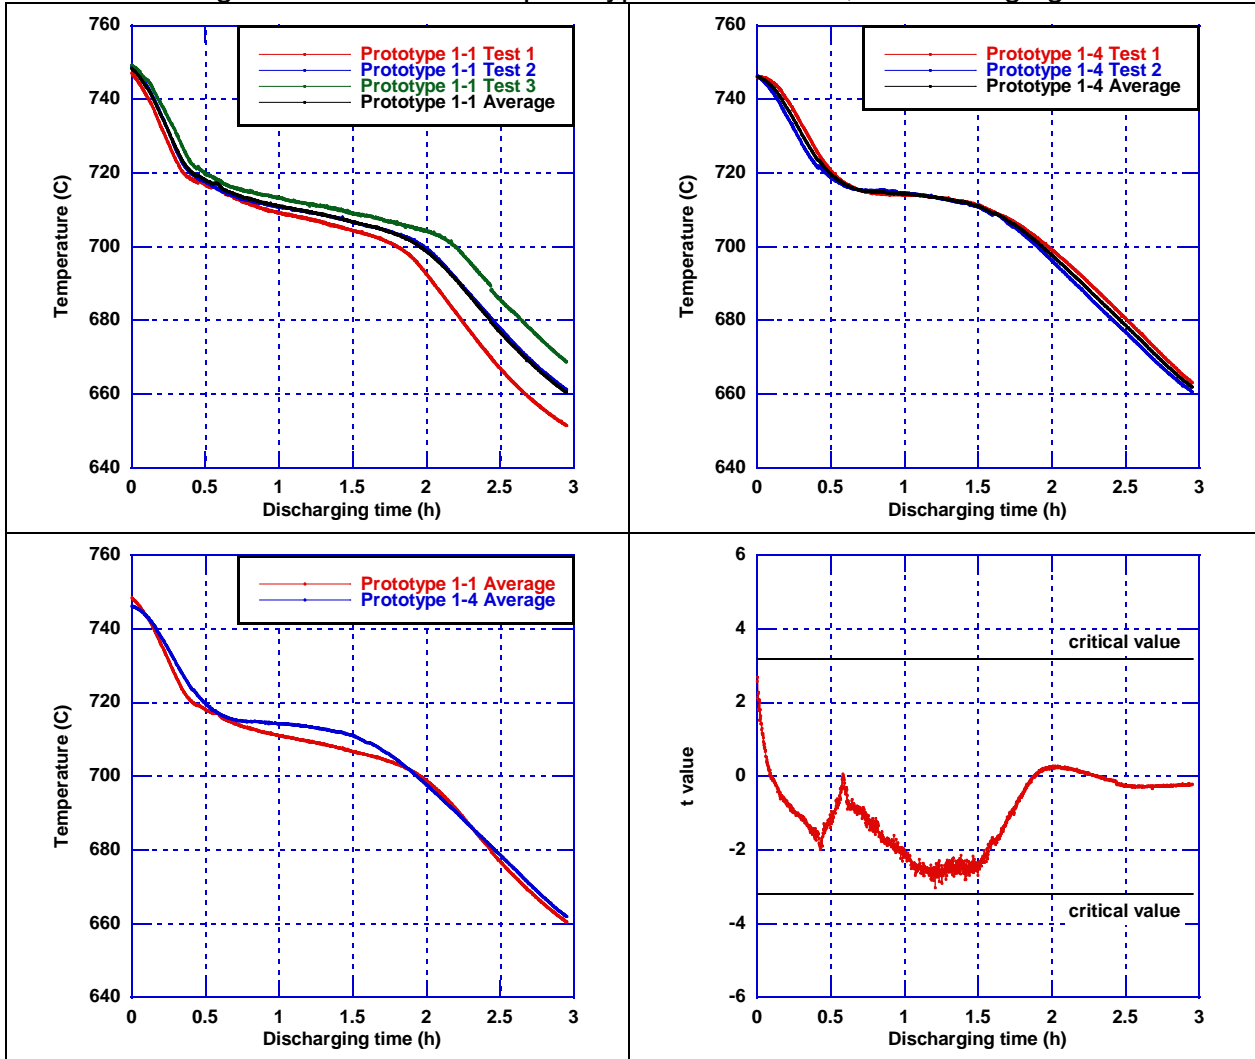 760
740
720
700
680
660
640
Temperature (C)
Prototype 1-1 Test 1
Prototype 1-1 Test 2
Prototype 1-1 Test 3
Prototype 1-1 Average
0 0.5 1 1.5 2 2.5 3
Discharging time (h)
760
740
720
700
680
660
640
Temperature (C)
Prototype 1-4 Test 1
Prototype 1-4 Test 2
Prototype 1-4 Average
0 0.5 1 1.5 2 2.5 3
Discharging time (h)
760
740
720
700
680
660
640
Temperature (C)
Prototype 1-1 Average
Prototype 1-4 Average
0 0.5 1 1.5 2 2.5 3
Discharging time (h)
6
4
2
0
-2
-4
-6
t value
critical value
critical value
0 0.5 1 1.5 2 2.5 3
Discharging time (h)